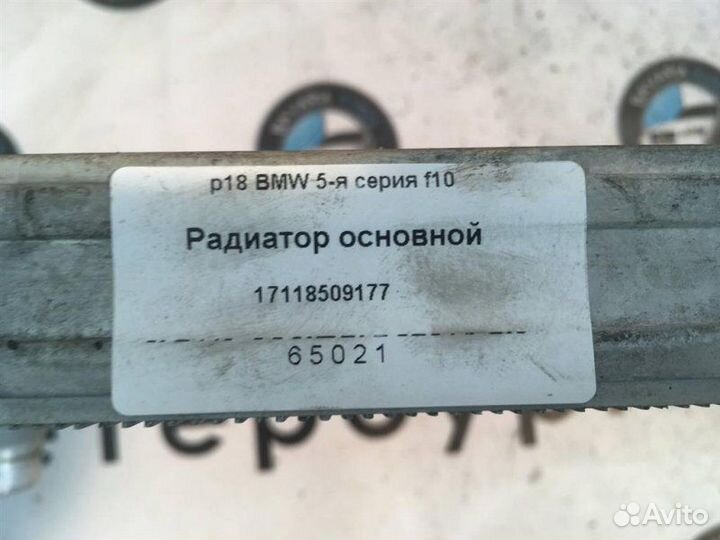 р18 BMW 5-я серия f10
Радиатор основной
17118509177
65021
Avito